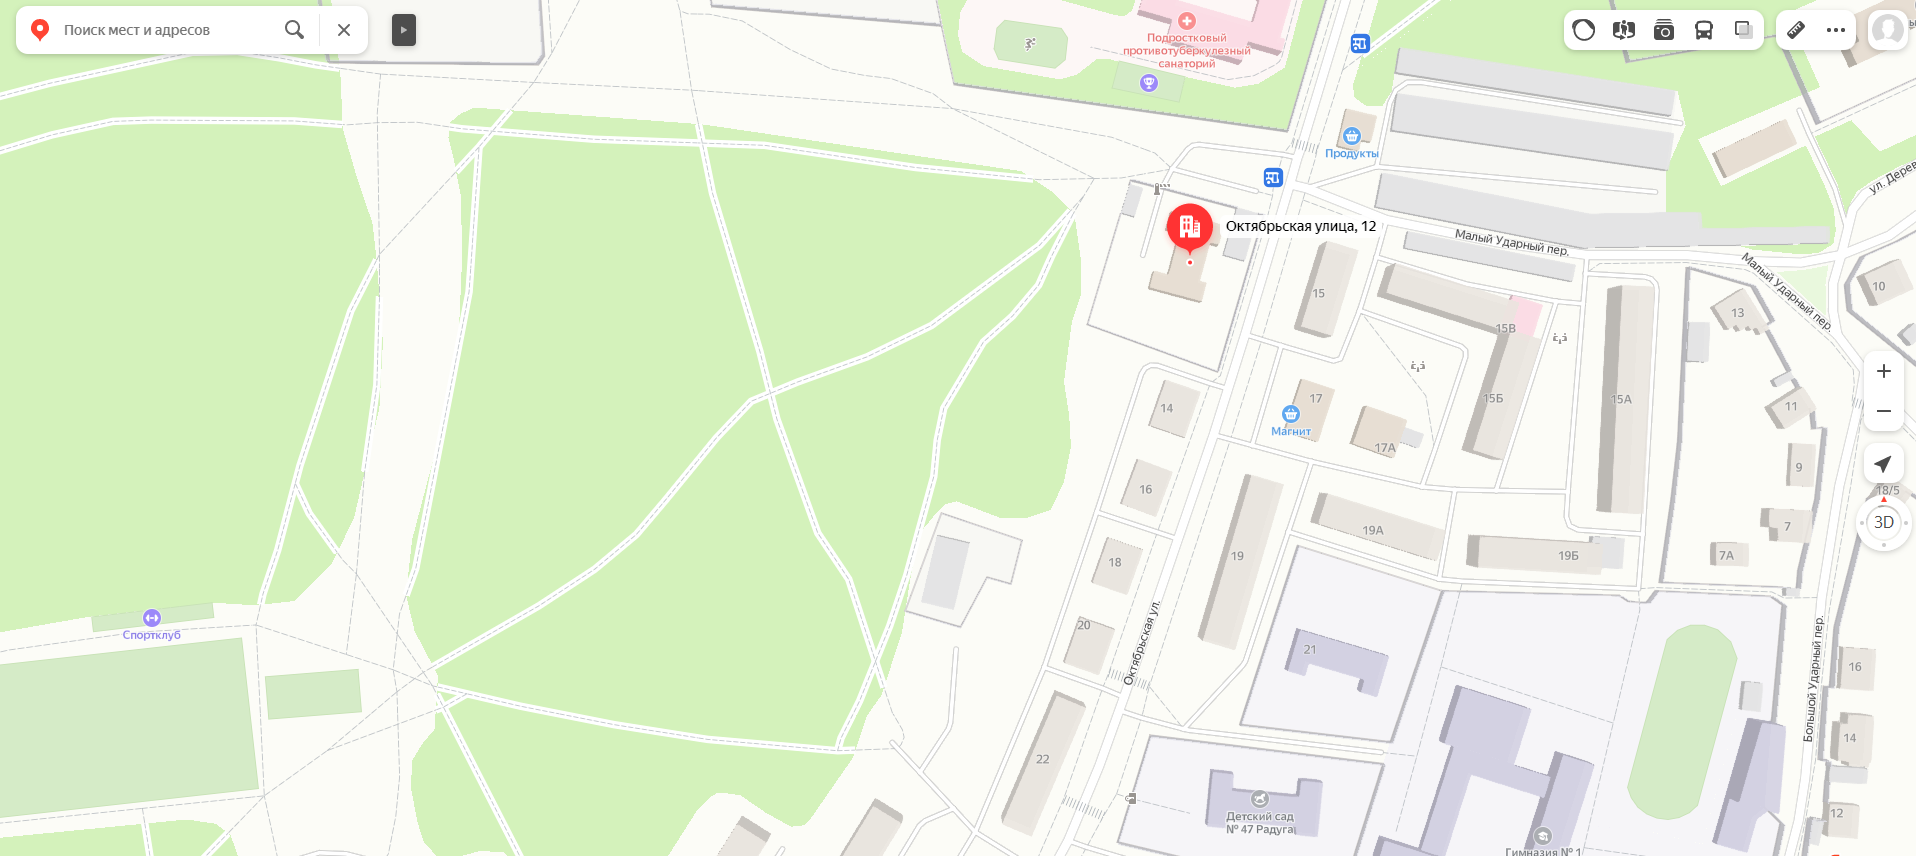 Поиск мест и адресов
Подростковый
противотуберкулезный
санаторий
Продукты
ул. Дерев
Октябрьская улица, 12
Малый Ударный пер.
Малый Ударный пер.
10
13
15
15В
15Б
15А
11
9
18/5
7
7А
3D
14
16
18
20
22
17
Магнит
17А
19
19А
19Б
21
Октябрьская ул.
Спортклуб
Большой Ударный пер.
16
14
12
Детский сад
№ 47 Радуга
Гимназия № 1